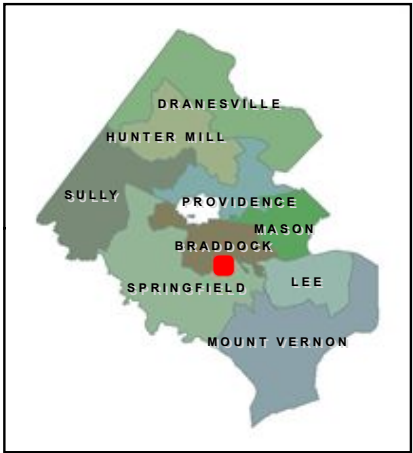 DRANESVILLE
HUNTER MILL
SULLY
PROVIDENCE
MASON
BRADDOCK
LEE
SPRINGFIELD
MOUNT VERNON